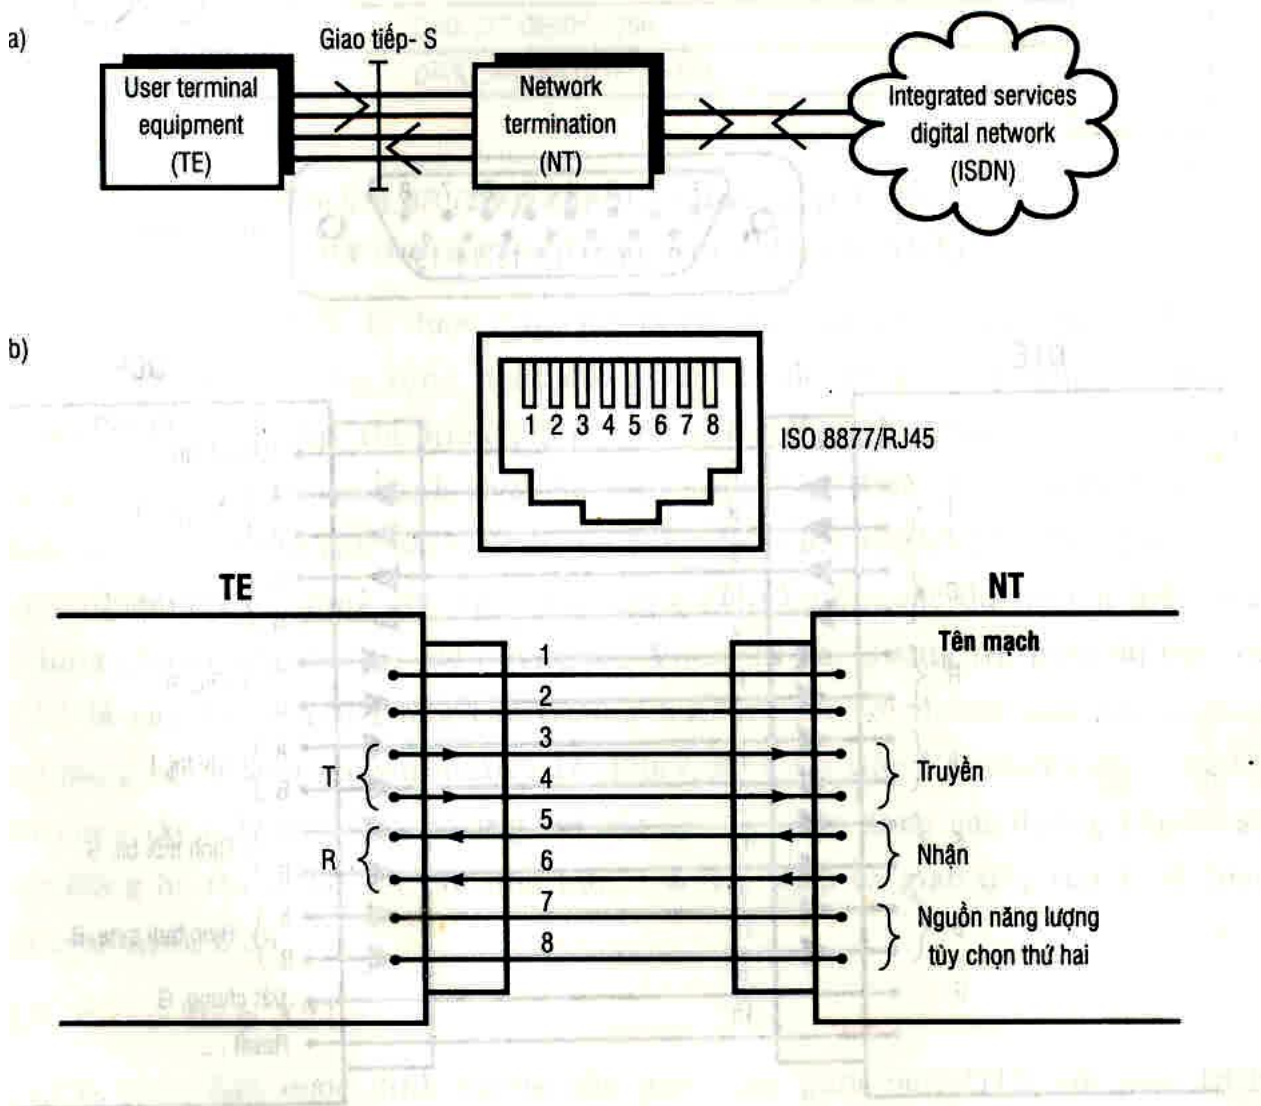 a)
Giao tiếp- S
User terminal
equipment
(TE)
Network
termination
(NT)
Integrated services
digital network
(ISDN)
b)
1 2 3 4 5 6 7 8
ISO 8877/RJ45
TE
NT
Tên mạch
1
2
3
T
4
Truyền
5
R
6
Nhận
7
8
Nguồn năng lượng
tùy chọn thứ hai